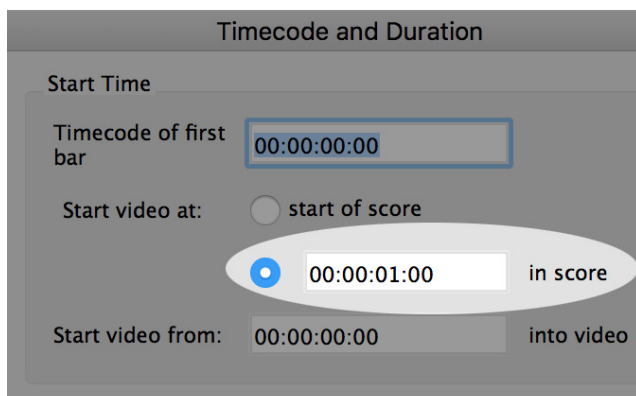 Timecode and Duration
Start Time
Timecode of first
bar
00:00:00:00
Start video at:
start of score
00:00:01:00 in score
Start video from: 00:00:00:00 into video